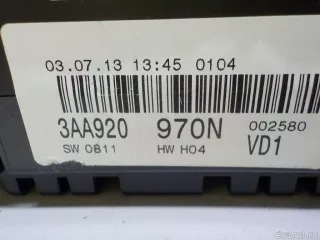 03.07.13 13:45 0104
3AA920 970N 002580
SW 0811 HW H04 VD1